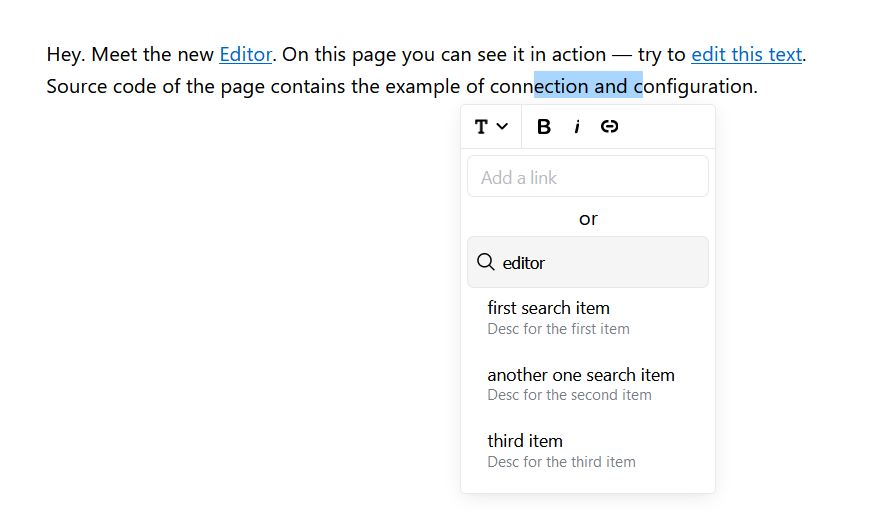 Hey. Meet the new Editor. On this page you can see it in action — try to edit this text.
Source code of the page contains the example of connection and configuration.
T B i
Add a link
or
editor
first search item
Desc for the first item
another one search item
Desc for the second item
third item
Desc for the third item